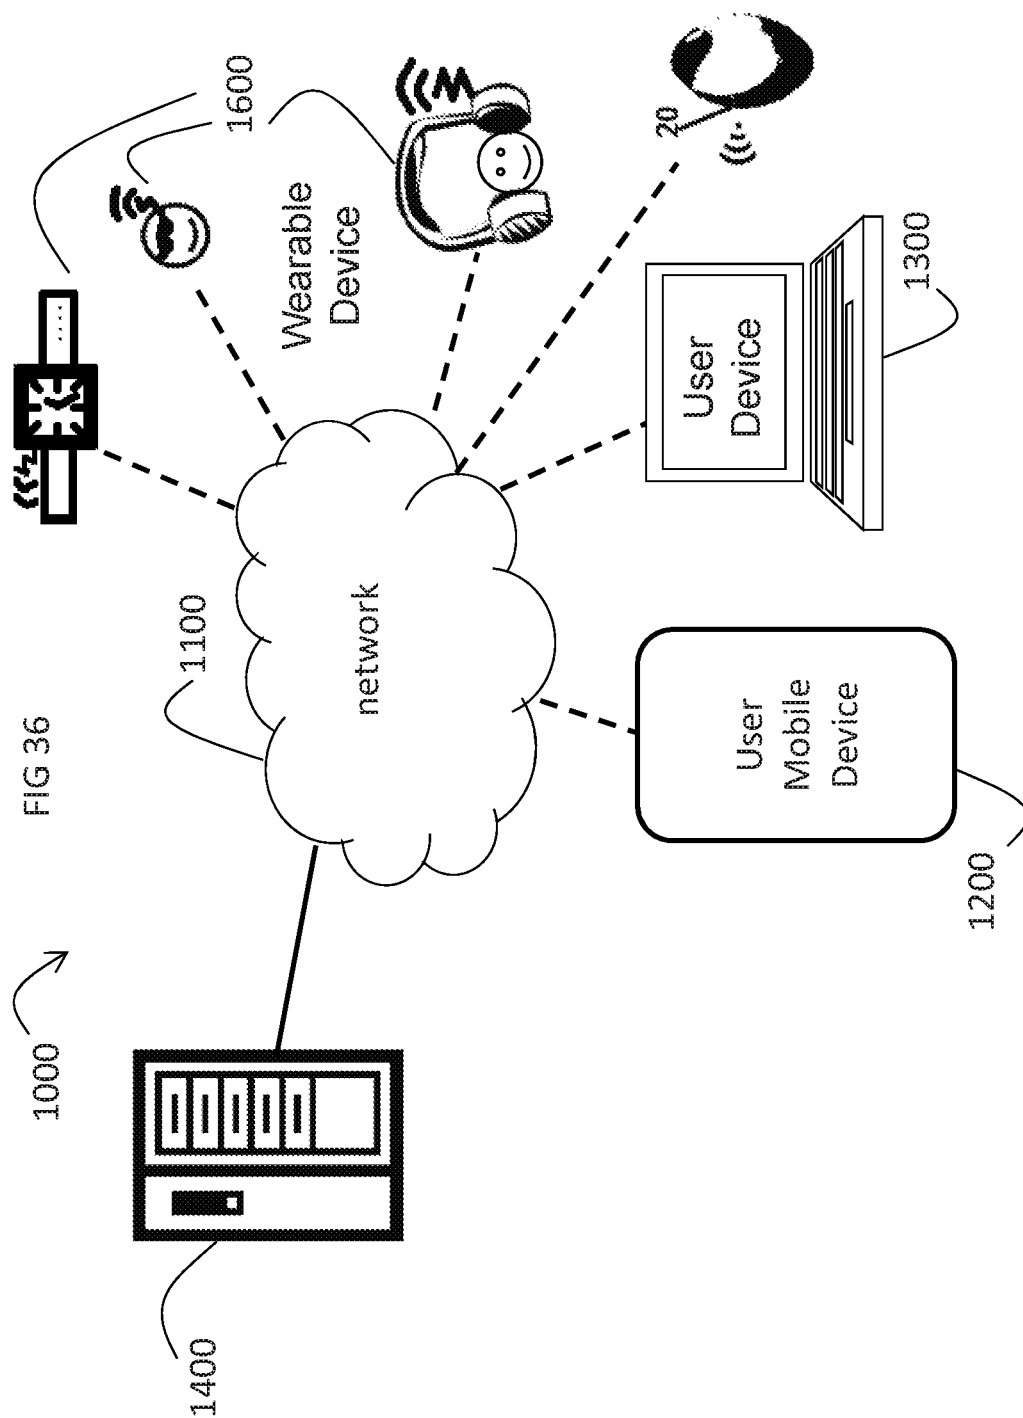 FIG 36
1000
1400
1100
network
1600
Wearable
Device
20
User
Device
1300
User
Mobile
Device
1200